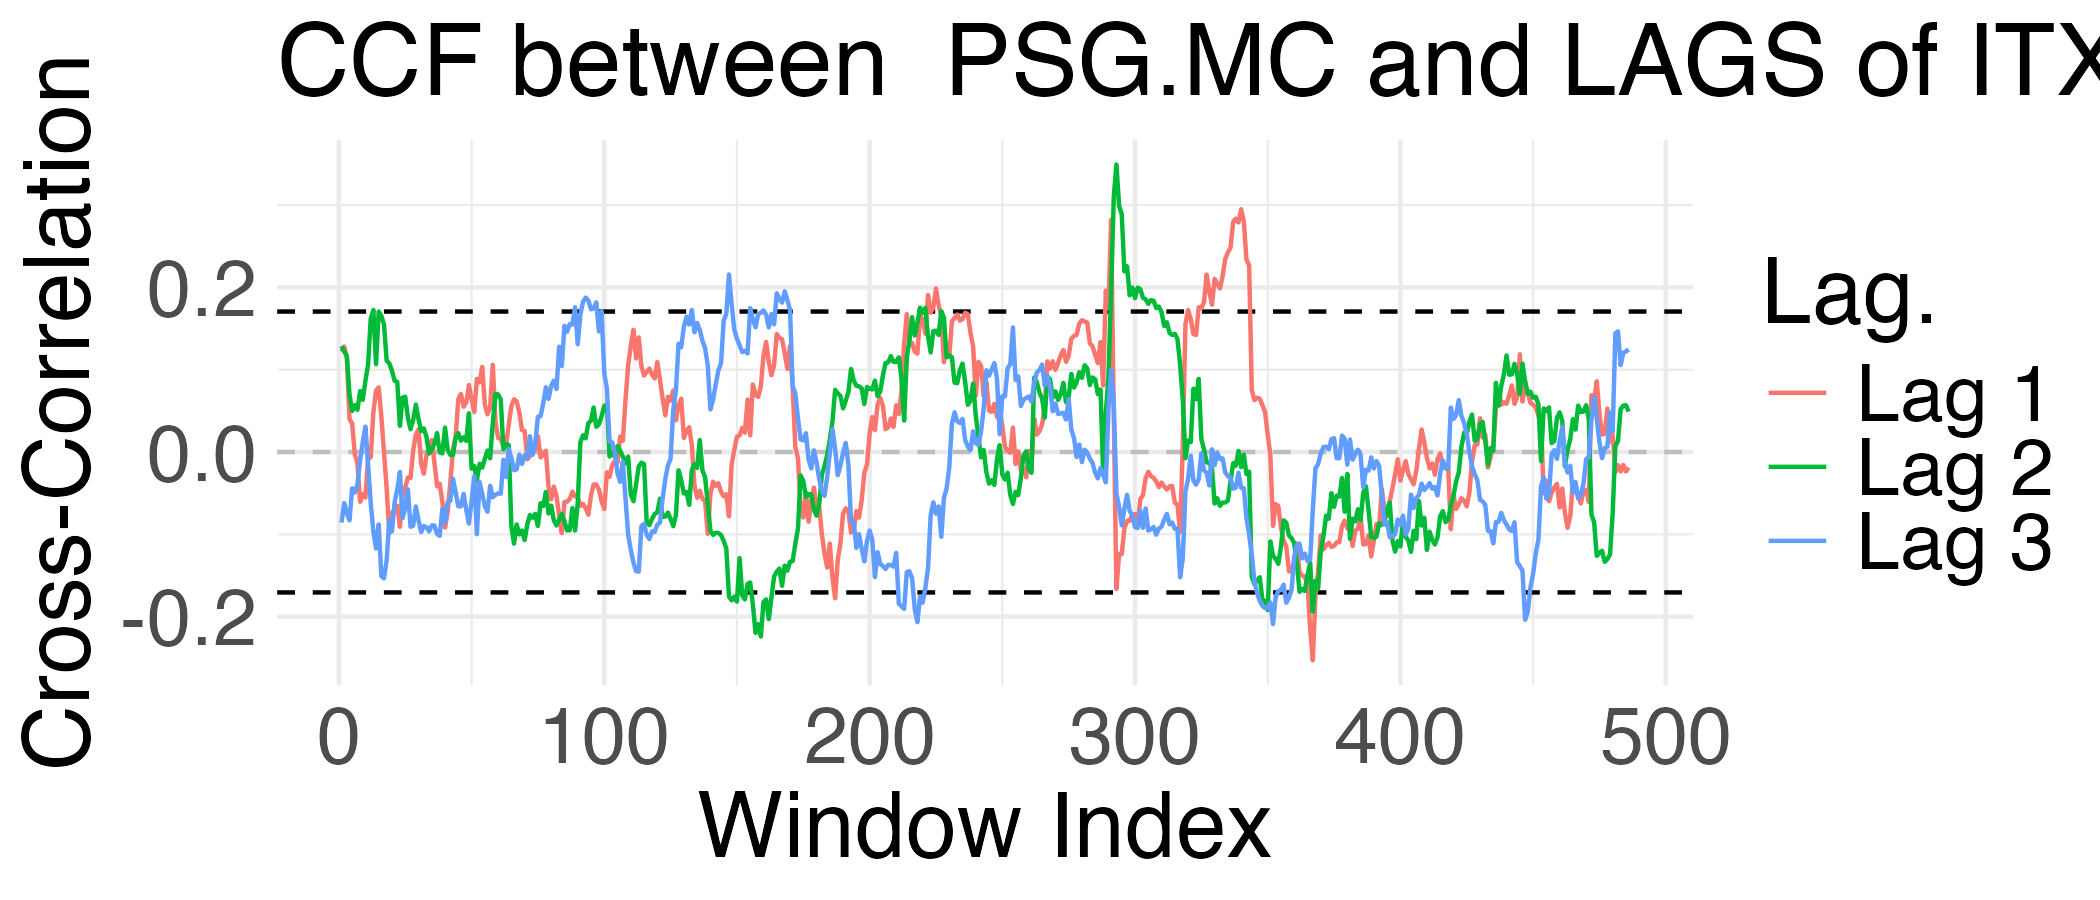 CCF between PSG.MC and LAGS of ITX
Cross-Correlation
0.2
0.0
-0.2
0 100 200 300 400 500
Window Index
Lag.
Lag 1
Lag 2
Lag 3